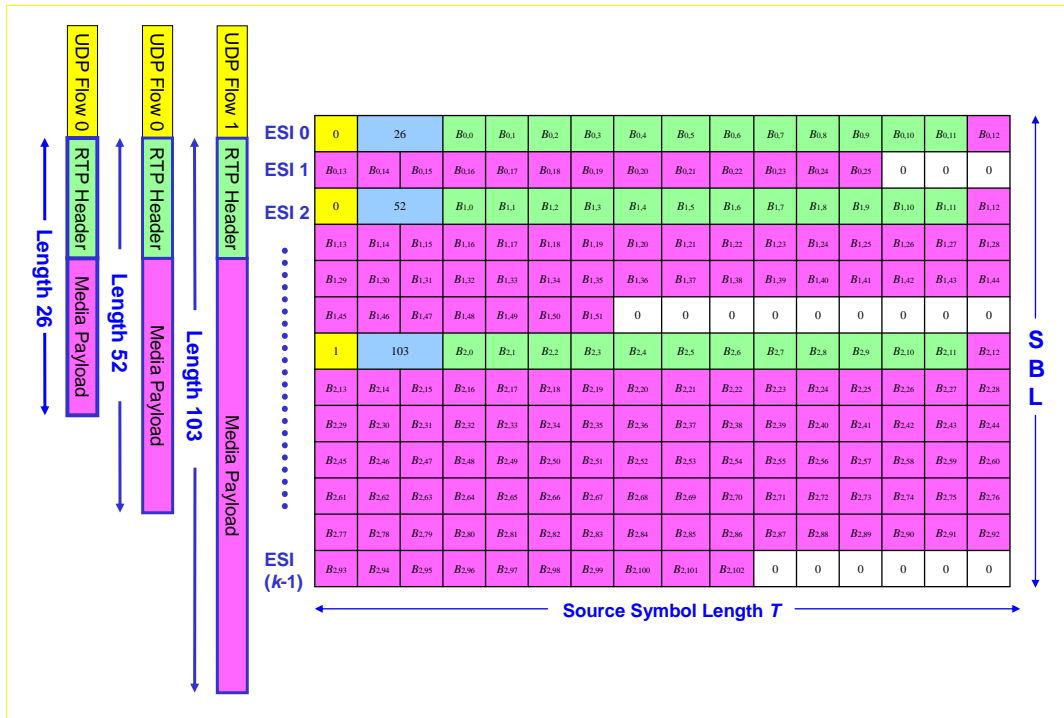 UDP Flow 0
RTP Header
Media Payload
Length 26
UDP Flow 0
RTP Header
Media Payload
Length 52
UDP Flow 1
RTP Header
Media Payload
Length 103
ESI 0
0 26 B0,0 B0,1 B0,2 B0,3 B0,4 B0,5 B0,6 B0,7 B0,8 B0,9 B0,10 B0,11 B0,12
ESI 1
B0,13 B0,14 B0,15 B0,16 B0,17 B0,18 B0,19 B0,20 B0,21 B0,22 B0,23 B0,24 B0,25 0 0 0
ESI 2
0 52 B1,0 B1,1 B1,2 B1,3 B1,4 B1,5 B1,6 B1,7 B1,8 B1,9 B1,10 B1,11 B1,12
B1,13 B1,14 B1,15 B1,16 B1,17 B1,18 B1,19 B1,20 B1,21 B1,22 B1,23 B1,24 B1,25 B1,26 B1,27 B1,28
B1,29 B1,30 B1,31 B1,32 B1,33 B1,34 B1,35 B1,36 B1,37 B1,38 B1,39 B1,40 B1,41 B1,42 B1,43 B1,44
B1,45 B1,46 B1,47 B1,48 B1,49 B1,50 B1,51 0 0 0 0 0 0 0 0 0
1 103 B2,0 B2,1 B2,2 B2,3 B2,4 B2,5 B2,6 B2,7 B2,8 B2,9 B2,10 B2,11 B2,12
B2,13 B2,14 B2,15 B2,16 B2,17 B2,18 B2,19 B2,20 B2,21 B2,22 B2,23 B2,24 B2,25 B2,26 B2,27 B2,28
B2,29 B2,30 B2,31 B2,32 B2,33 B2,34 B2,35 B2,36 B2,37 B2,38 B2,39 B2,40 B2,41 B2,42 B2,43 B2,44
B2,45 B2,46 B2,47 B2,48 B2,49 B2,50 B2,51 B2,52 B2,53 B2,54 B2,55 B2,56 B2,57 B2,58 B2,59 B2,60
B2,61 B2,62 B2,63 B2,64 B2,65 B2,66 B2,67 B2,68 B2,69 B2,70 B2,71 B2,72 B2,73 B2,74 B2,75 B2,76
B2,77 B2,78 B2,79 B2,80 B2,81 B2,82 B2,83 B2,84 B2,85 B2,86 B2,87 B2,88 B2,89 B2,90 B2,91 B2,92
ESI
(k-1)
B2,93 B2,94 B2,95 B2,96 B2,97 B2,98 B2,99 B2,100 B2,101 B2,102 0 0 0 0 0 0
S
B
L
Source Symbol Length T